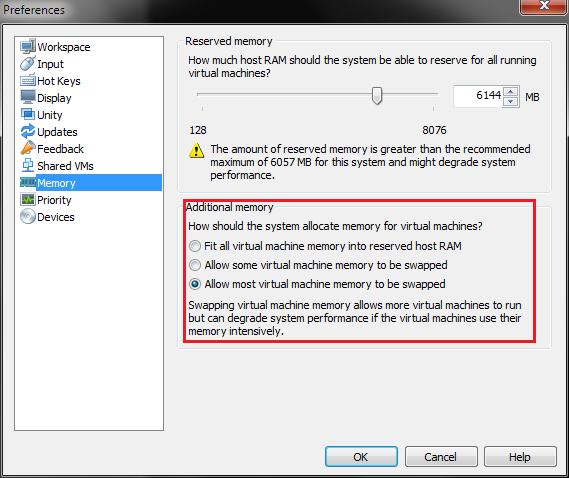 Preferences
Workspace
Input
Hot Keys
Display
Unity
Updates
Feedback
Shared VMs
Memory
Priority
Devices
Reserved memory
How much host RAM should the system be able to reserve for all running
virtual machines?
6144 MB
128 8076
The amount of reserved memory is greater than the recommended
maximum of 6057 MB for this system and might degrade system
performance.
Additional memory
How should the system allocate memory for virtual machines?
Fit all virtual machine memory into reserved host RAM
Allow some virtual machine memory to be swapped
Allow most virtual machine memory to be swapped
Swapping virtual machine memory allows more virtual machines to run
but can degrade system performance if the virtual machines use their
memory intensively.
OK Cancel Help